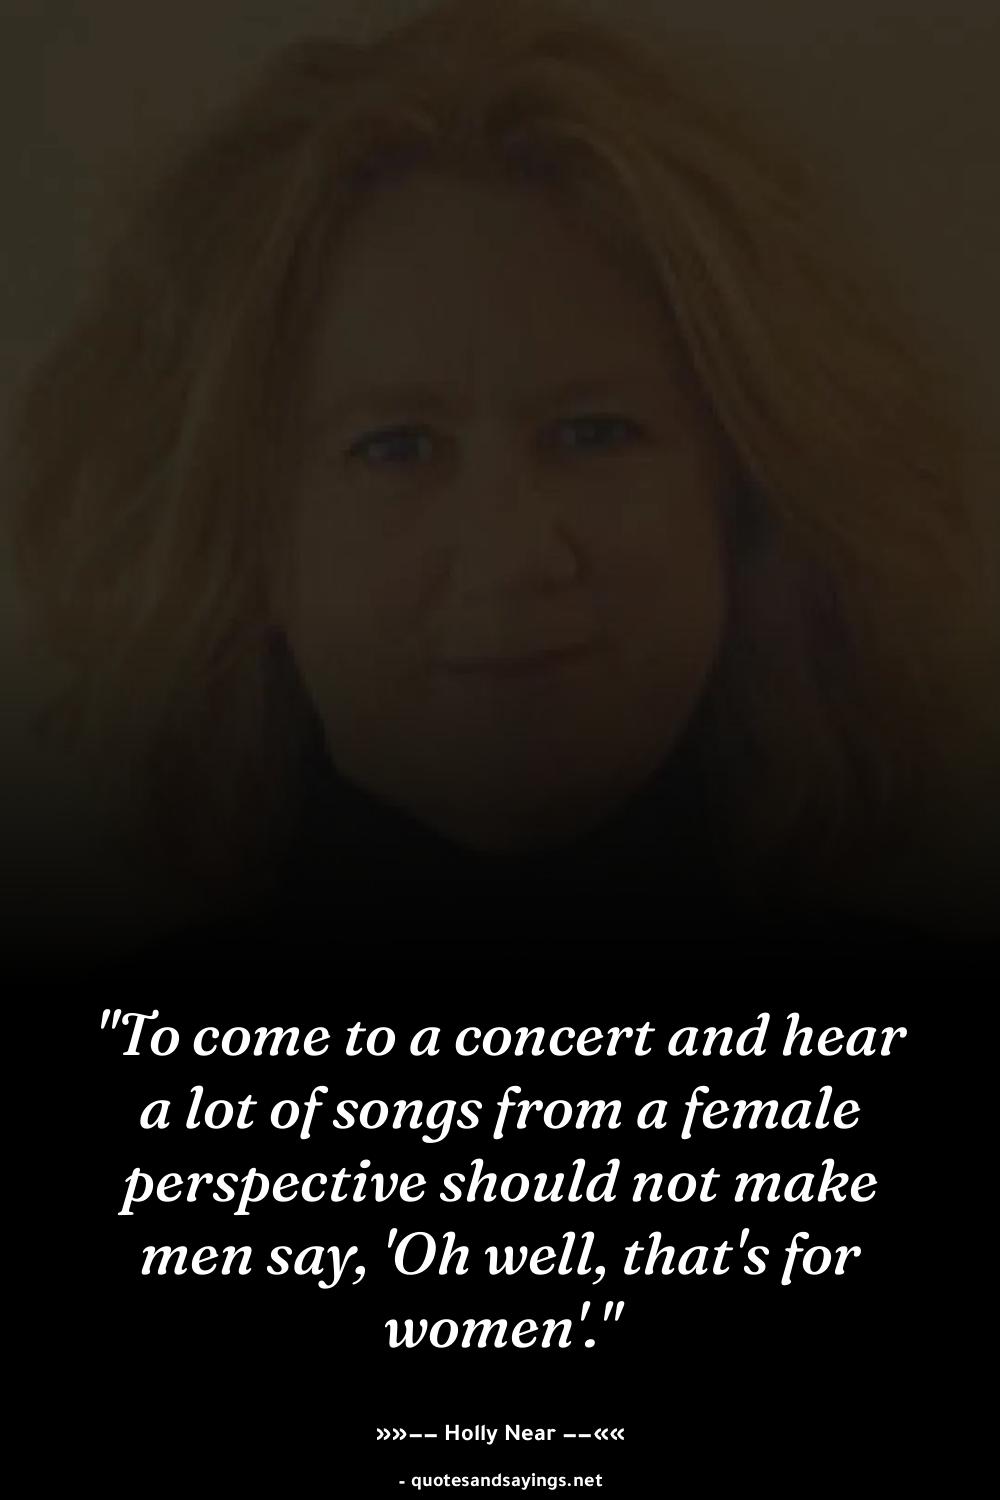 "To come to a concert and hear
a lot of songs from a female
perspective should not make
men say, 'Oh well, that's for
women'."
»»–– Holly Near ––««
- quotesandsayings.net